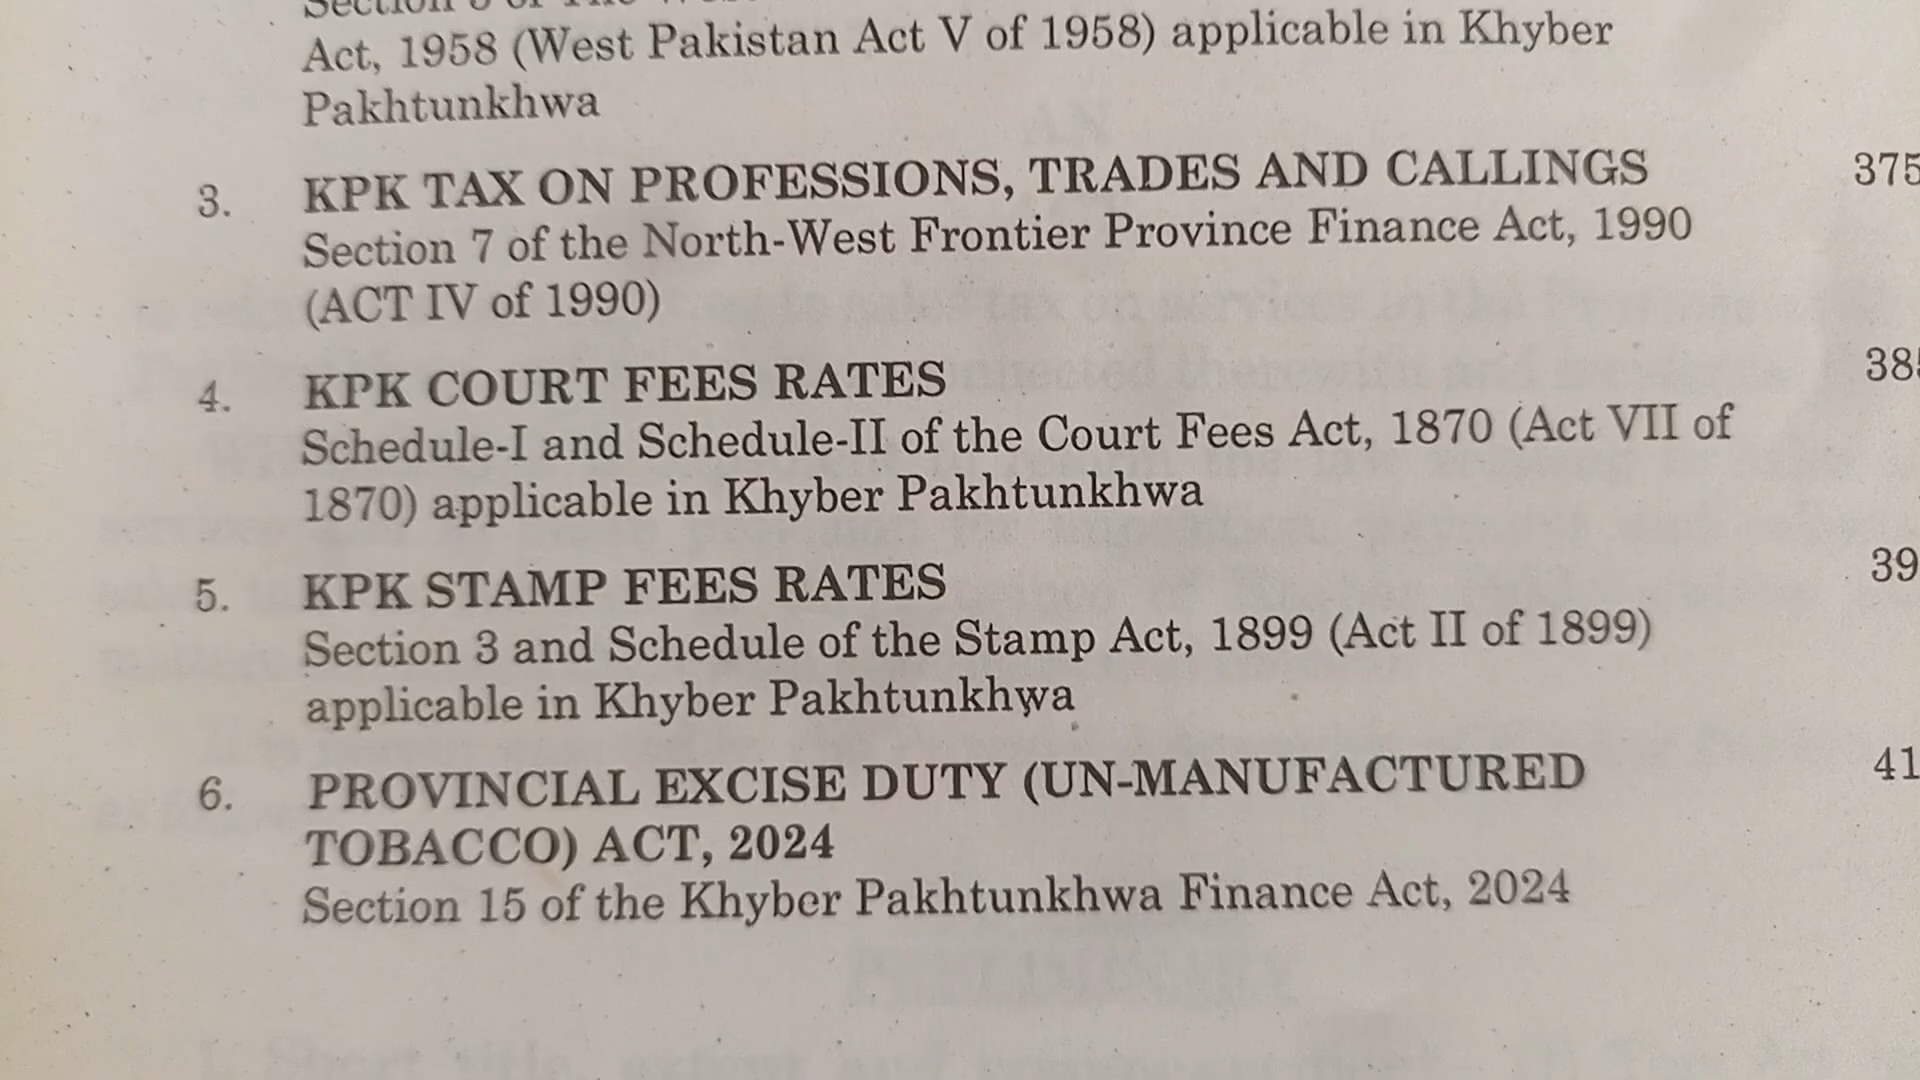 Act, 1958 (West Pakistan Act V of 1958) applicable in Khyber
Pakhtunkhwa
3. KPK TAX ON PROFESSIONS, TRADES AND CALLINGS 375
Section 7 of the North-West Frontier Province Finance Act, 1990
(ACT IV of 1990)
4. KPK COURT FEES RATES 38
Schedule-I and Schedule-II of the Court Fees Act, 1870 (Act VII of
1870) applicable in Khyber Pakhtunkhwa
5. KPK STAMP FEES RATES 39
Section 3 and Schedule of the Stamp Act, 1899 (Act II of 1899)
applicable in Khyber Pakhtunkhwa
6. PROVINCIAL EXCISE DUTY (UN-MANUFACTURED 41
TOBACCO) ACT, 2024
Section 15 of the Khyber Pakhtunkhwa Finance Act, 2024